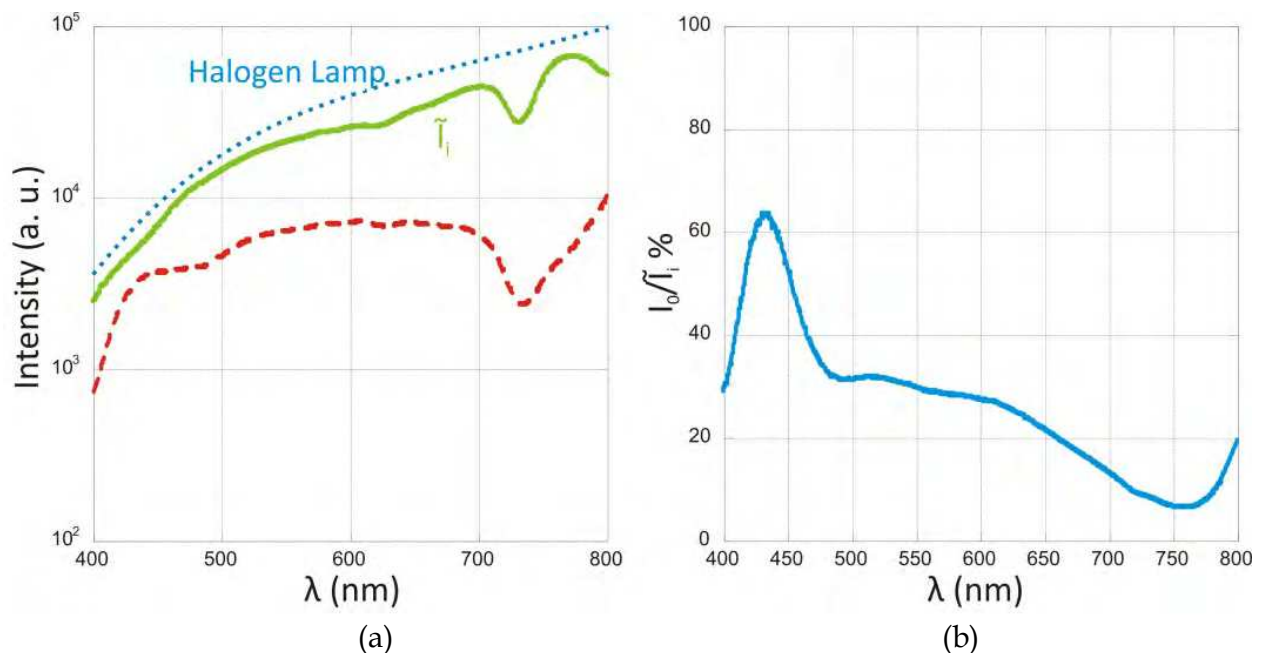 10⁵
10⁴
10³
10²
Intensity (a. u.)
Halogen Lamp
Ĩᵢ
400 500 600 700 800
λ (nm)
(a)
100
80
60
40
20
0
I₀/Ĩᵢ %
400 450 500 550 600 650 700 750 800
λ (nm)
(b)